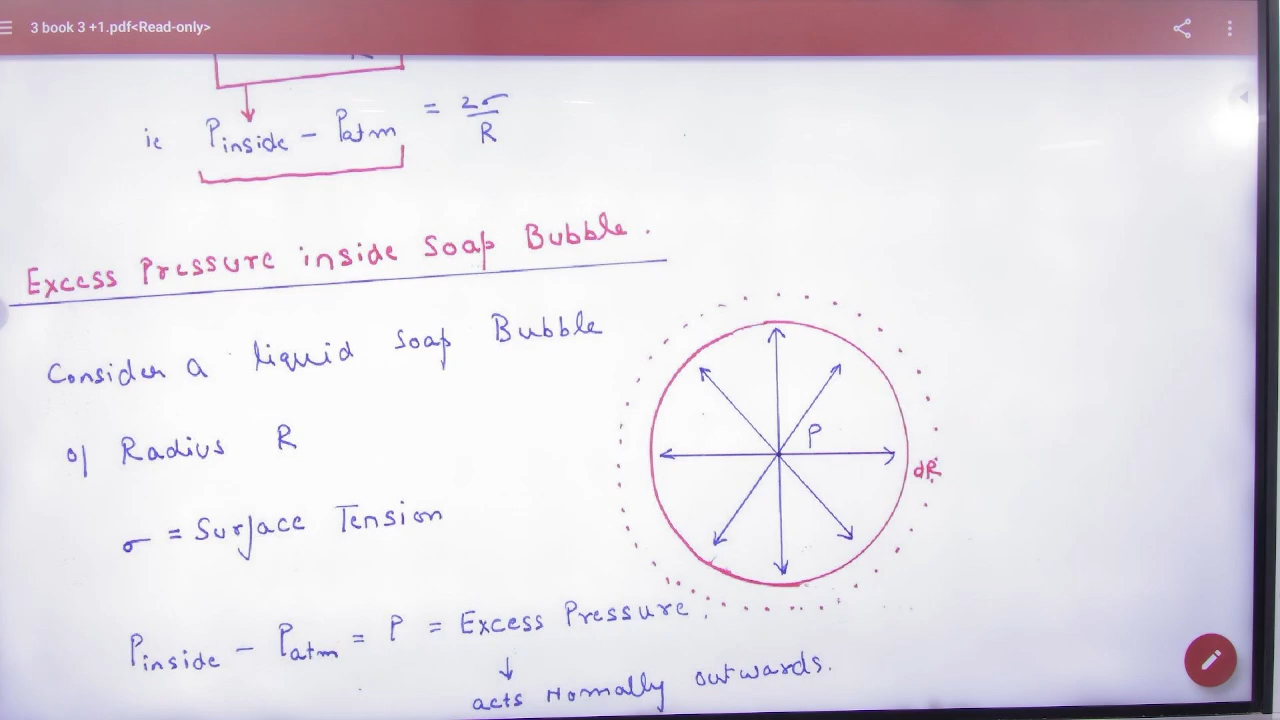 3 book 3 +1.pdf<Read-only>
ie Pinside - Patm = 2σ/R
Excess Pressure inside Soap Bubble.
Consider a liquid Soap Bubble
of Radius R
σ = Surface Tension
P
dR
Pinside - Patm = P = Excess Pressure
↓
acts Normally outwards.